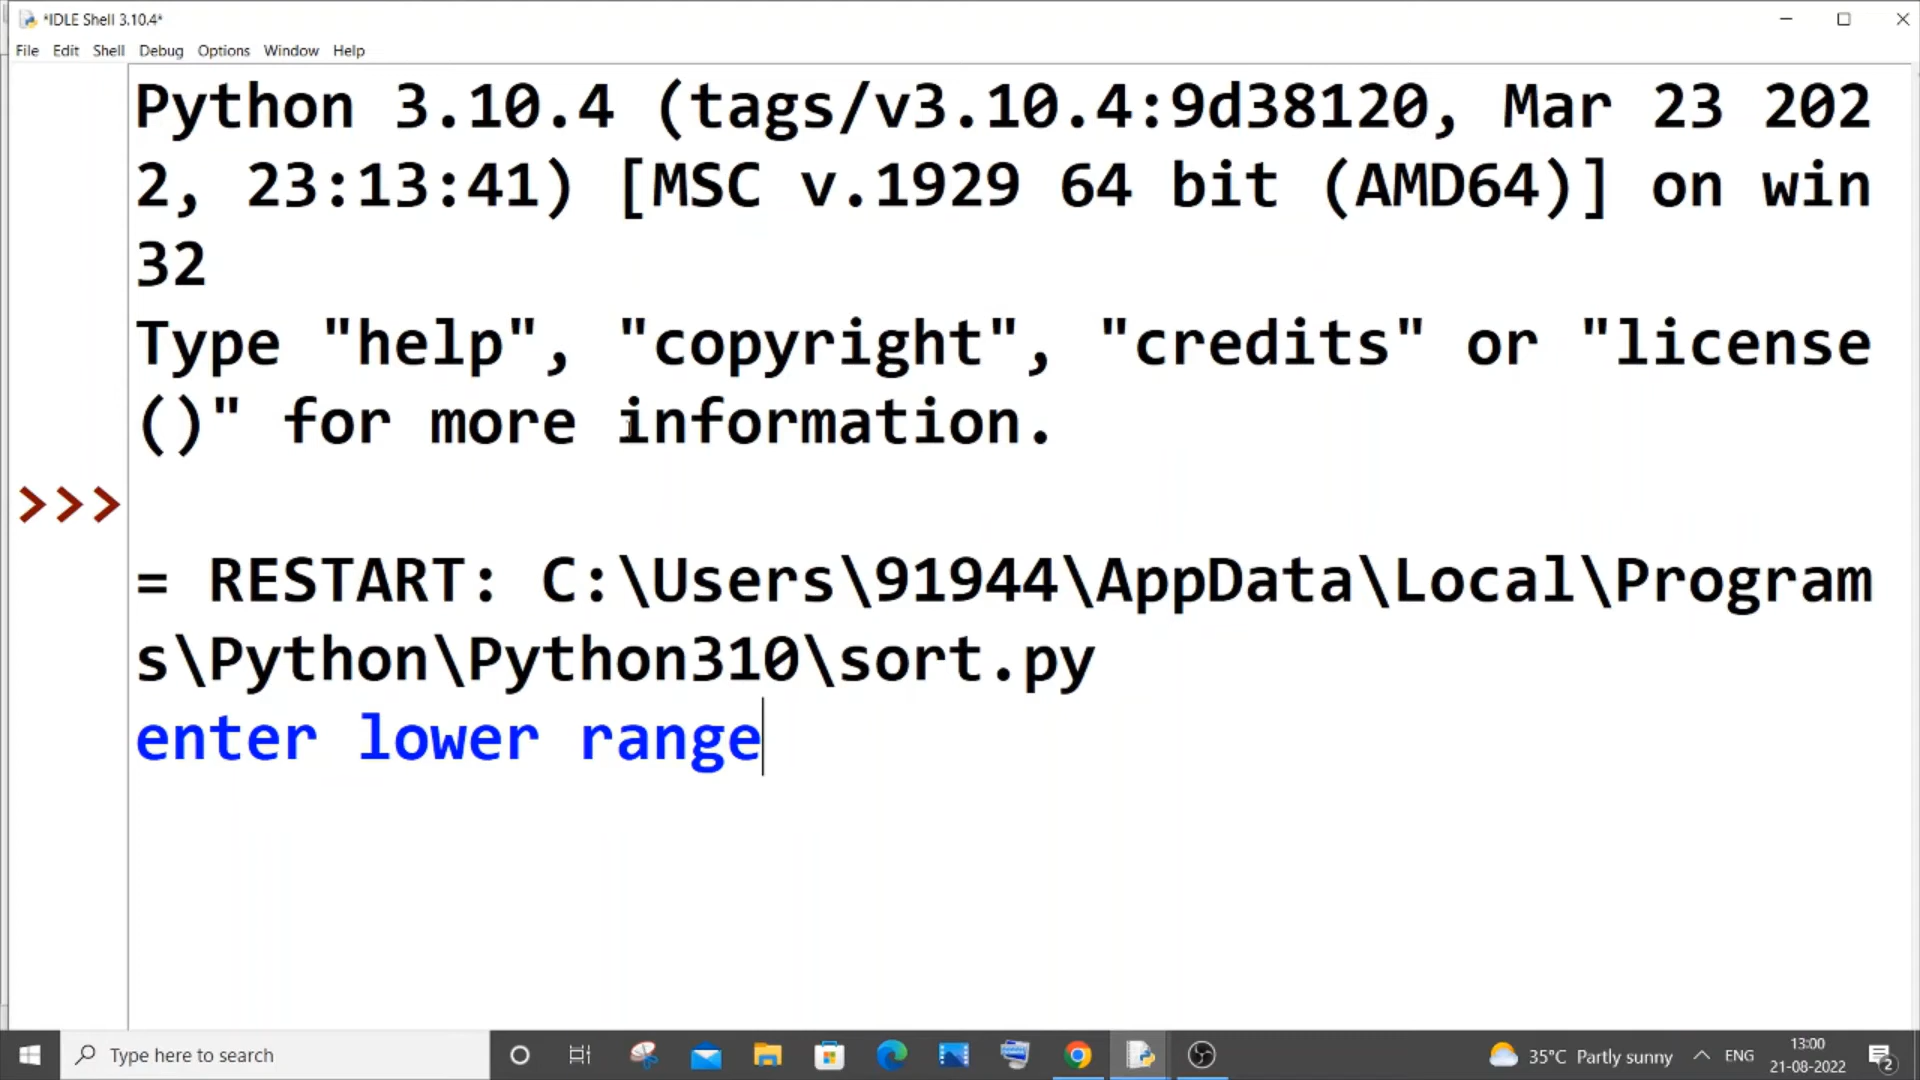 *IDLE Shell 3.10.4*
File Edit Shell Debug Options Window Help
Python 3.10.4 (tags/v3.10.4:9d38120, Mar 23 202
2, 23:13:41) [MSC v.1929 64 bit (AMD64)] on win
32
Type "help", "copyright", "credits" or "license
()" for more information.
>>>
= RESTART: C:\Users\91944\AppData\Local\Program
s\Python\Python310\sort.py
enter lower range
Type here to search
35°C Partly sunny
ENG
13:00
21-08-2022
2